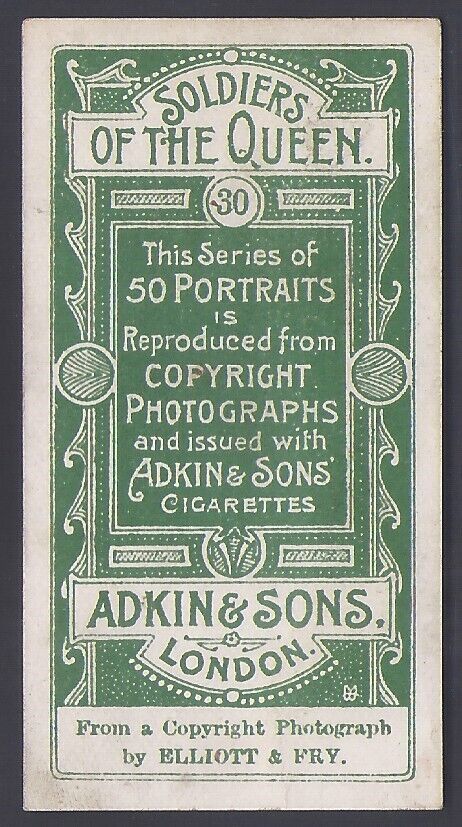 SOLDIERS
OF THE QUEEN.
30
This Series of
50 PORTRAITS
IS
Reproduced from
COPYRIGHT
PHOTOGRAPHS
and issued with
ADKIN & SONS'
CIGARETTES
ADKIN & SONS,
LONDON.
From a Copyright Photograph
by ELLIOTT & FRY.